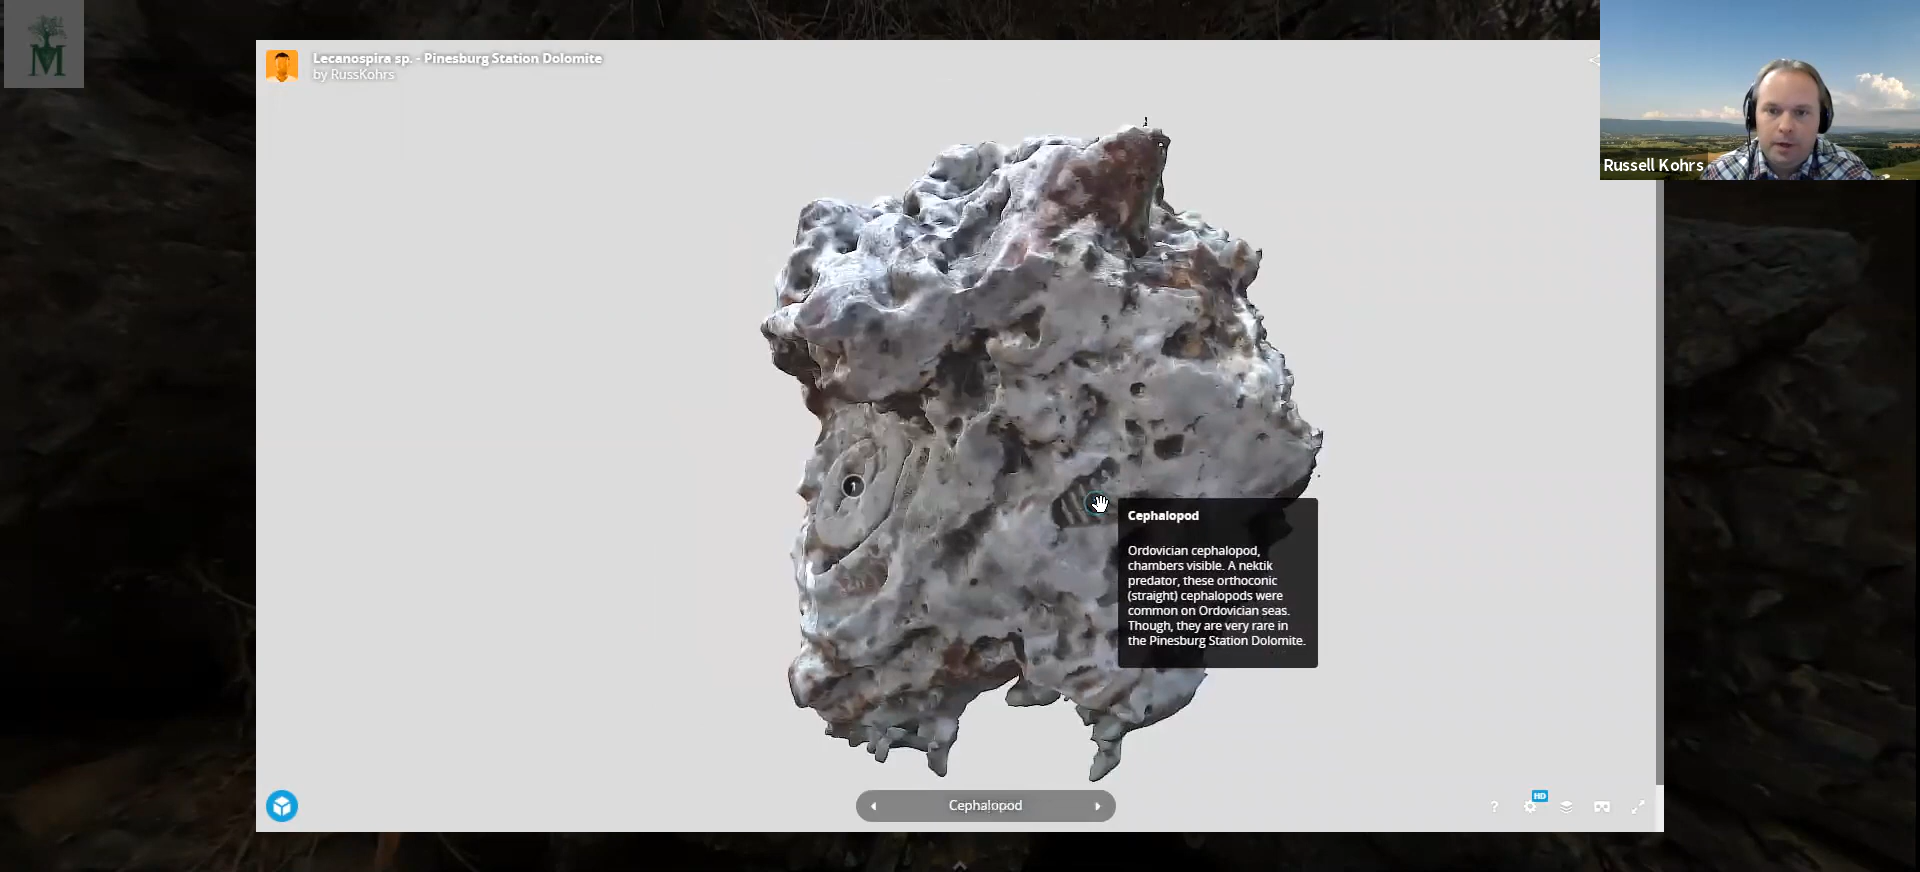 M
Lecanospira sp. - Pinesburg Station Dolomite
by RussKohrs
Russell Kohrs
1
Cephalopod
Ordovician cephalopod,
chambers visible. A nektik
predator, these orthoconic
(straight) cephalopods were
common on Ordovician seas.
Though, they are very rare in
the Pinesburg Station Dolomite.
Cephalopod
?
HD